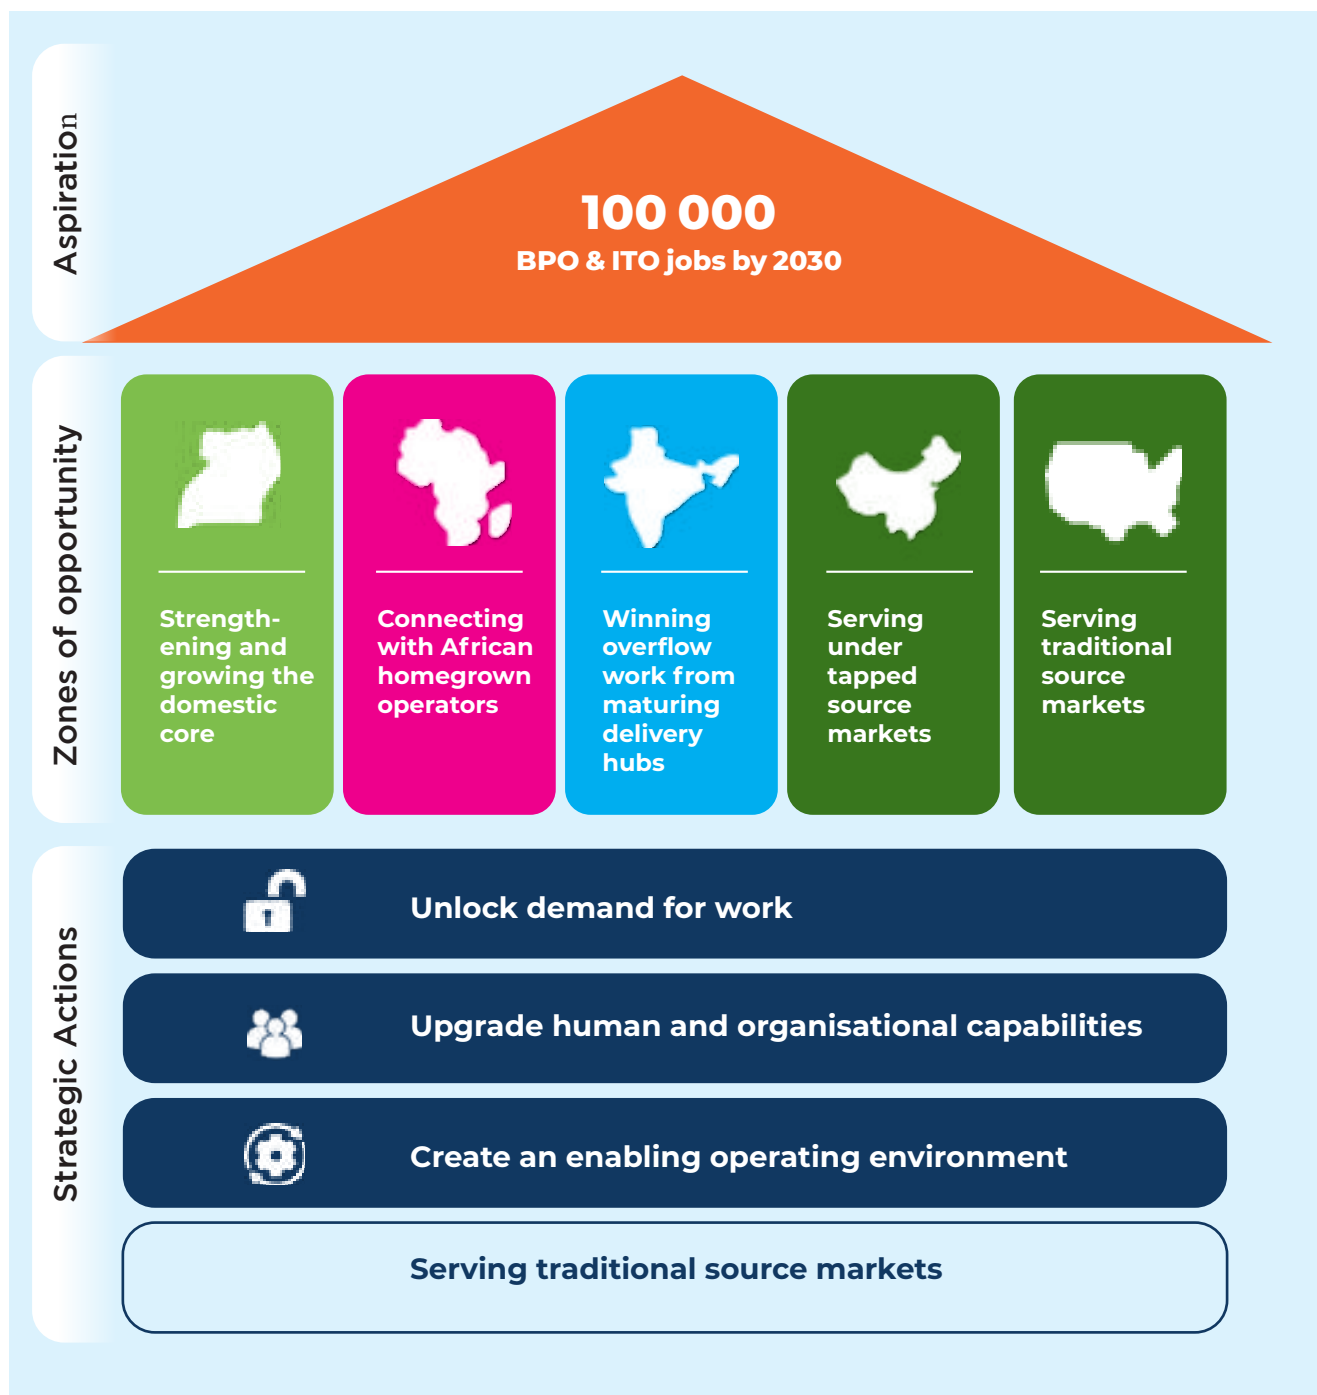 Aspiration
100 000
BPO & ITO jobs by 2030
Zones of opportunity
Strength-
ening and
growing the
domestic
core
Connecting
with African
homegrown
operators
Winning
overflow
work from
maturing
delivery
hubs
Serving
under
tapped
source
markets
Serving
traditional
source
markets
Strategic Actions
Unlock demand for work
Upgrade human and organisational capabilities
Create an enabling operating environment
Serving traditional source markets